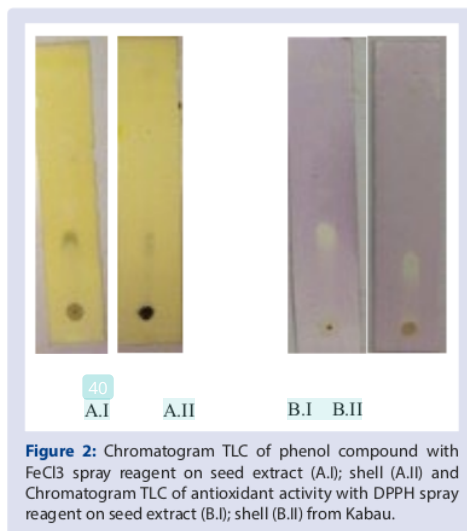 40
A.I A.II B.I B.II
Figure 2: Chromatogram TLC of phenol compound with
FeCl3 spray reagent on seed extract (A.I); shell (A.II) and
Chromatogram TLC of antioxidant activity with DPPH spray
reagent on seed extract (B.I); shell (B.II) from Kabau.